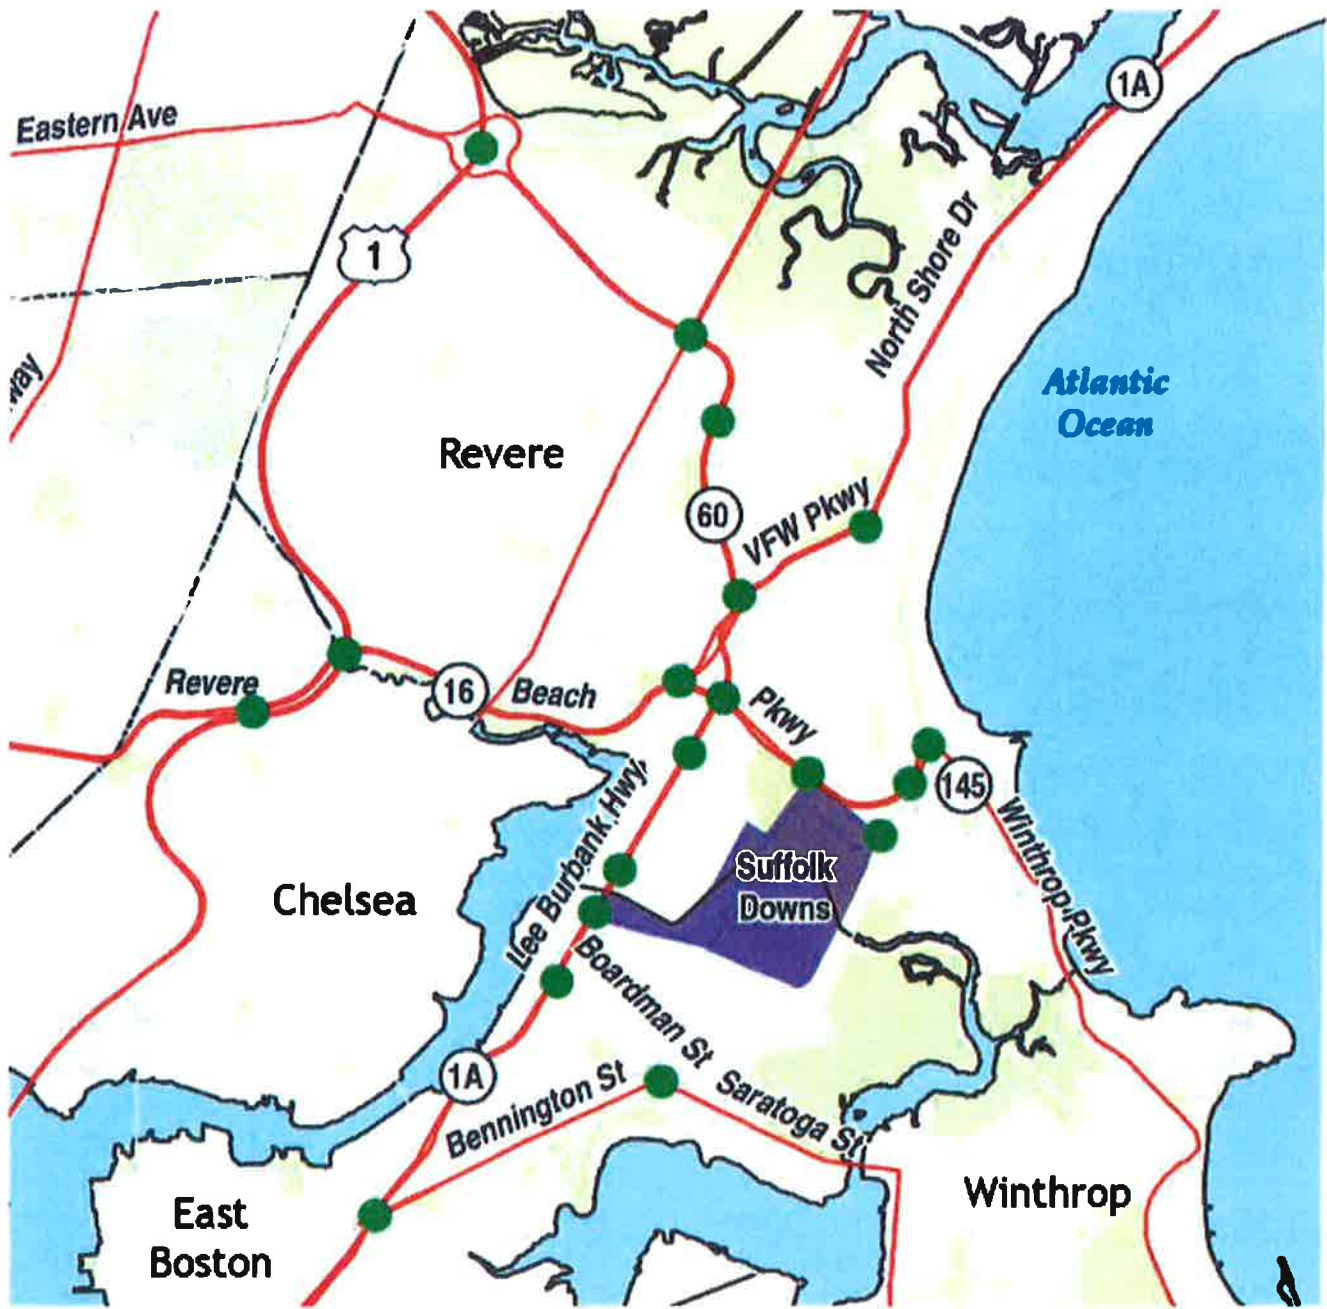 1A
Eastern Ave
1
North Shore Dr
way
Atlantic
Ocean
Revere
60
VFW Pkwy
Revere
16
Beach
Pkwy
145
Winthrop Pkwy
Lee Burbank Hwy
Suffolk
Downs
Chelsea
Boardman St
1A
Bennington St
Saratoga St
Winthrop
East
Boston